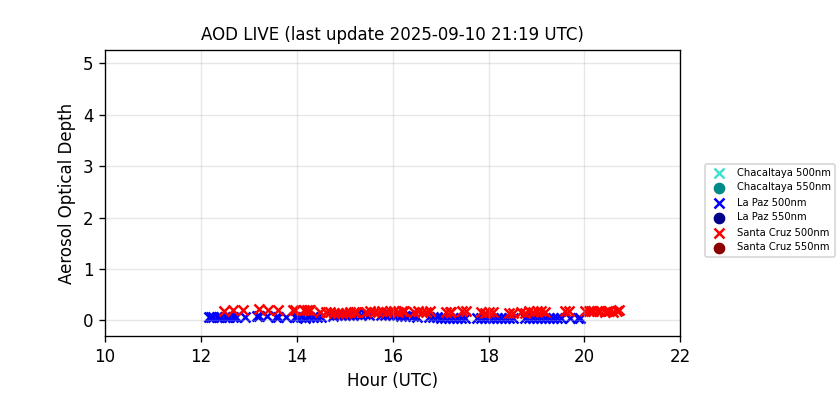 AOD LIVE (last update 2025-09-10 21:19 UTC)
5
4
3
2
1
0
Aerosol Optical Depth
10 12 14 16 18 20 22
Hour (UTC)
Chacaltaya 500nm
Chacaltaya 550nm
La Paz 500nm
La Paz 550nm
Santa Cruz 500nm
Santa Cruz 550nm